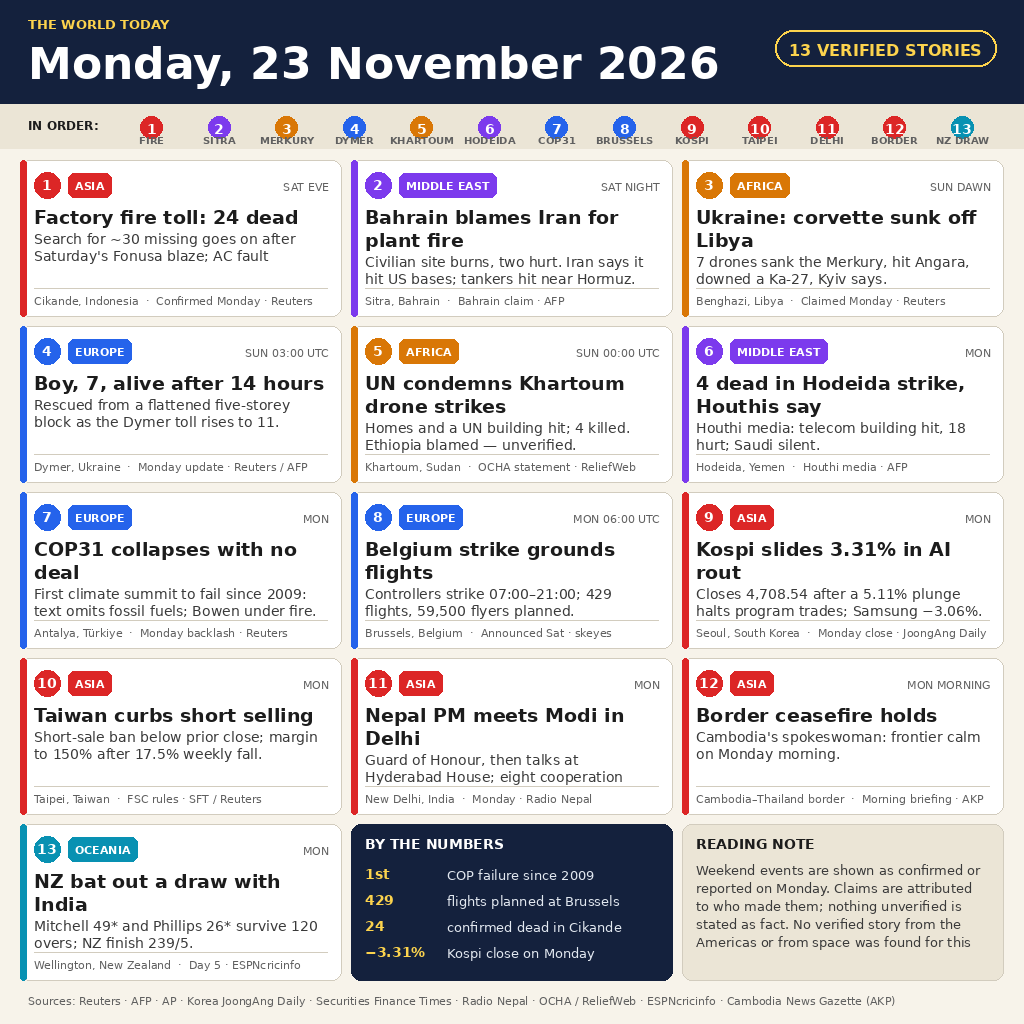 THE WORLD TODAY
Monday, 23 November 2026
13 VERIFIED STORIES
IN ORDER:
1 FIRE
2 SITRA
3 MERKURY
4 DYMER
5 KHARTOUM
6 HODEIDA
7 COP31
8 BRUSSELS
9 KOSPI
10 TAIPEI
11 DELHI
12 BORDER
13 NZ DRAW
1 ASIA SAT EVE
Factory fire toll: 24 dead
Search for ~30 missing goes on after
Saturday's Fonusa blaze; AC fault
Cikande, Indonesia · Confirmed Monday · Reuters
2 MIDDLE EAST SAT NIGHT
Bahrain blames Iran for
plant fire
Civilian site burns, two hurt. Iran says it
hit US bases; tankers hit near Hormuz.
Sitra, Bahrain · Bahrain claim · AFP
3 AFRICA SUN DAWN
Ukraine: corvette sunk off
Libya
7 drones sank the Merkury, hit Angara,
downed a Ka-27, Kyiv says.
Benghazi, Libya · Claimed Monday · Reuters
4 EUROPE SUN 03:00 UTC
Boy, 7, alive after 14 hours
Rescued from a flattened five-storey
block as the Dymer toll rises to 11.
Dymer, Ukraine · Monday update · Reuters / AFP
5 AFRICA SUN 00:00 UTC
UN condemns Khartoum
drone strikes
Homes and a UN building hit; 4 killed.
Ethiopia blamed — unverified.
Khartoum, Sudan · OCHA statement · ReliefWeb
6 MIDDLE EAST MON
4 dead in Hodeida strike,
Houthis say
Houthi media: telecom building hit, 18
hurt; Saudi silent.
Hodeida, Yemen · Houthi media · AFP
7 EUROPE MON
COP31 collapses with no
deal
First climate summit to fail since 2009:
text omits fossil fuels; Bowen under fire.
Antalya, Türkiye · Monday backlash · Reuters
8 EUROPE MON 06:00 UTC
Belgium strike grounds
flights
Controllers strike 07:00–21:00; 429
flights, 59,500 flyers planned.
Brussels, Belgium · Announced Sat · skeyes
9 ASIA MON
Kospi slides 3.31% in AI
rout
Closes 4,708.54 after a 5.11% plunge
halts program trades; Samsung −3.06%.
Seoul, South Korea · Monday close · JoongAng Daily
10 ASIA MON
Taiwan curbs short selling
Short-sale ban below prior close; margin
to 150% after 17.5% weekly fall.
Taipei, Taiwan · FSC rules · SFT / Reuters
11 ASIA MON
Nepal PM meets Modi in
Delhi
Guard of Honour, then talks at
Hyderabad House; eight cooperation
New Delhi, India · Monday · Radio Nepal
12 ASIA MON MORNING
Border ceasefire holds
Cambodia's spokeswoman: frontier calm
on Monday morning.
Cambodia–Thailand border · Morning briefing · AKP
13 OCEANIA MON
NZ bat out a draw with
India
Mitchell 49* and Phillips 26* survive 120
overs; NZ finish 239/5.
Wellington, New Zealand · Day 5 · ESPNcricinfo
BY THE NUMBERS
1st COP failure since 2009
429 flights planned at Brussels
24 confirmed dead in Cikande
−3.31% Kospi close on Monday
READING NOTE
Weekend events are shown as confirmed or
reported on Monday. Claims are attributed
to who made them; nothing unverified is
stated as fact. No verified story from the
Americas or from space was found for this
Sources: Reuters · AFP · AP · Korea JoongAng Daily · Securities Finance Times · Radio Nepal · OCHA / ReliefWeb · ESPNcricinfo · Cambodia News Gazette (AKP)